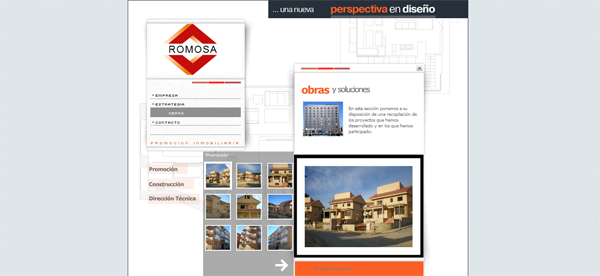 ... una nueva perspectiva en diseño
ROMOSA
EMPRESA
ESTRATEGIA
OBRAS
CONTACTO
PROMOCION INMOBILIARIA
obras y soluciones
En esta sección ponemos a su
disposición de una recopilación de
los proyectos que hemos
desarrollado y en los que hemos
participado.
Promoción
Promoción
Construcción
Dirección Técnica